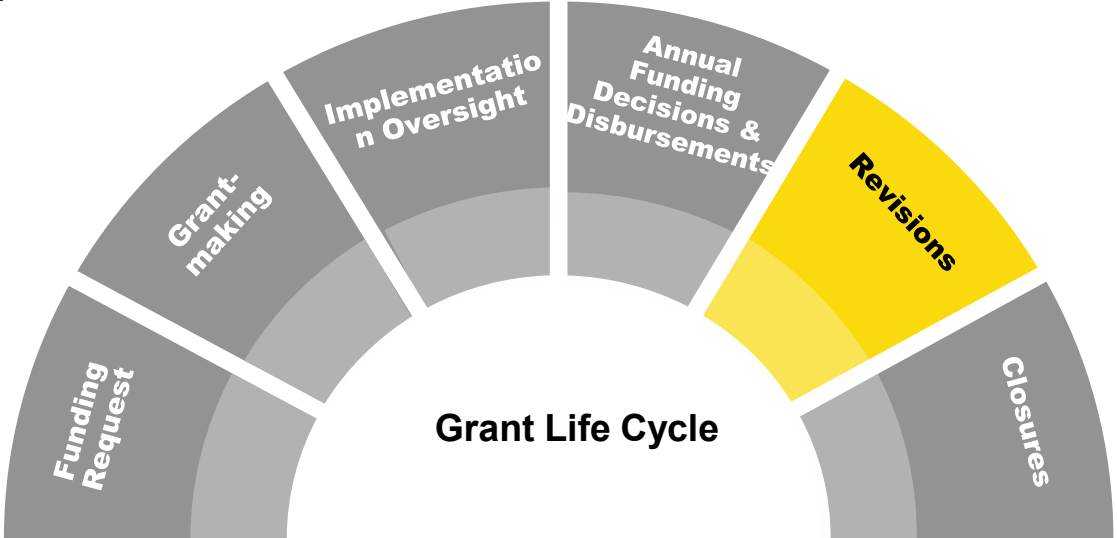 Funding
Request
Grant-
making
Implementatio
n Oversight
Annual
Funding
Decisions &
Disbursements
Revisions
Closures
Grant Life Cycle